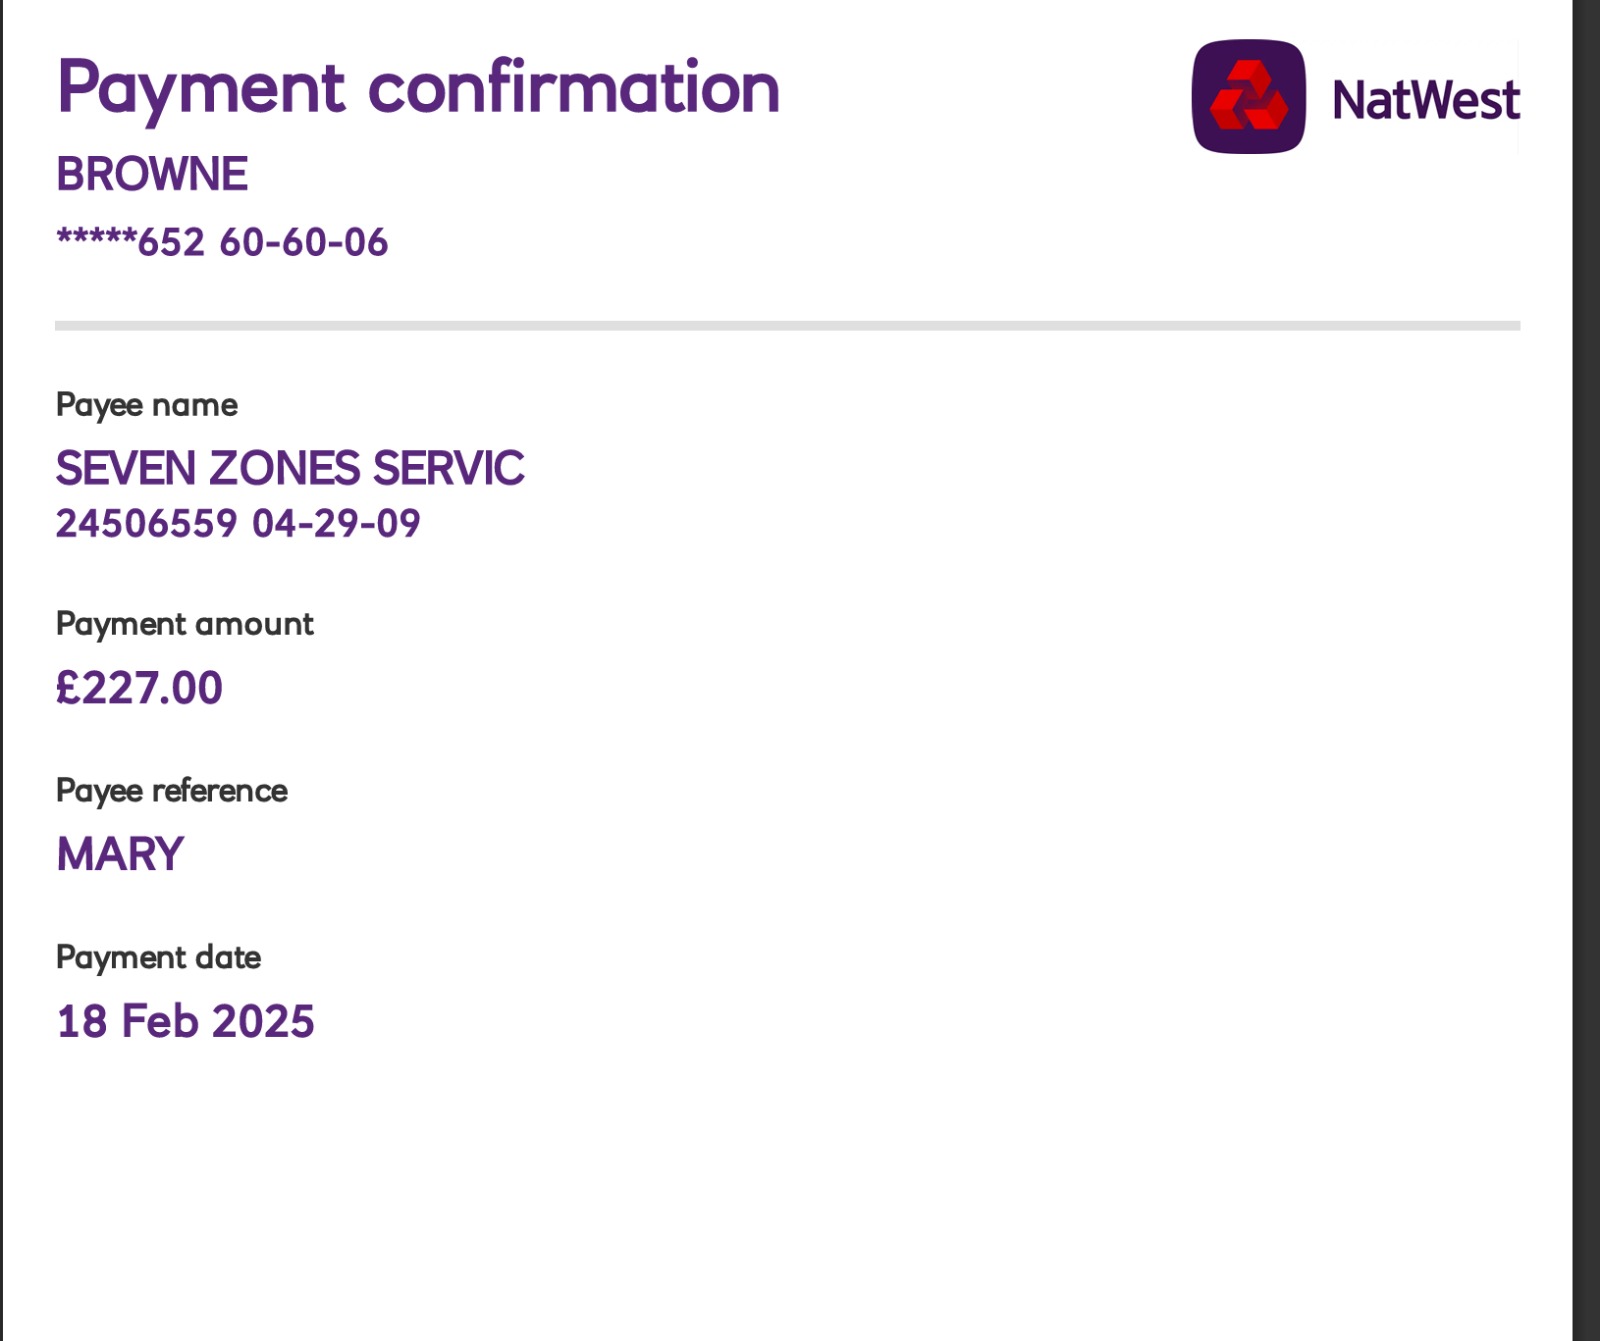 Payment confirmation
NatWest
BROWNE
*****652 60-60-06
Payee name
SEVEN ZONES SERVIC
24506559 04-29-09
Payment amount
£227.00
Payee reference
MARY
Payment date
18 Feb 2025